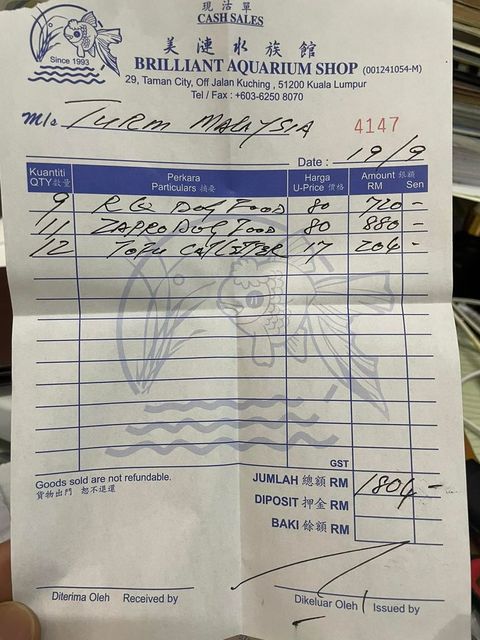 現沽單
CASH SALES
Since 1993
美漣水族館
BRILLIANT AQUARIUM SHOP (001241054-M)
29, Taman City, Off Jalan Kuching , 51200 Kuala Lumpur
Tel / Fax : +603-6250 8070
M/s TURM MALAYSIA
4147
Date : 19/9
Kuantiti QTY 數量 Perkara Particulars 摘要 Harga U-Price 價格 Amount 銀額 RM Sen
9 RQ DOG FOOD 80 720 -
11 ZAPRO DOG FOOD 80 880 -
12 TOFU CAT LITTER 17 204 -
GST
Goods sold are not refundable.
貨物出門 恕不退還
JUMLAH 總額 RM 1804 -
DIPOSIT 押金 RM
BAKI 餘額 RM
Diterima Oleh Received by
Dikeluar Oleh Issued by